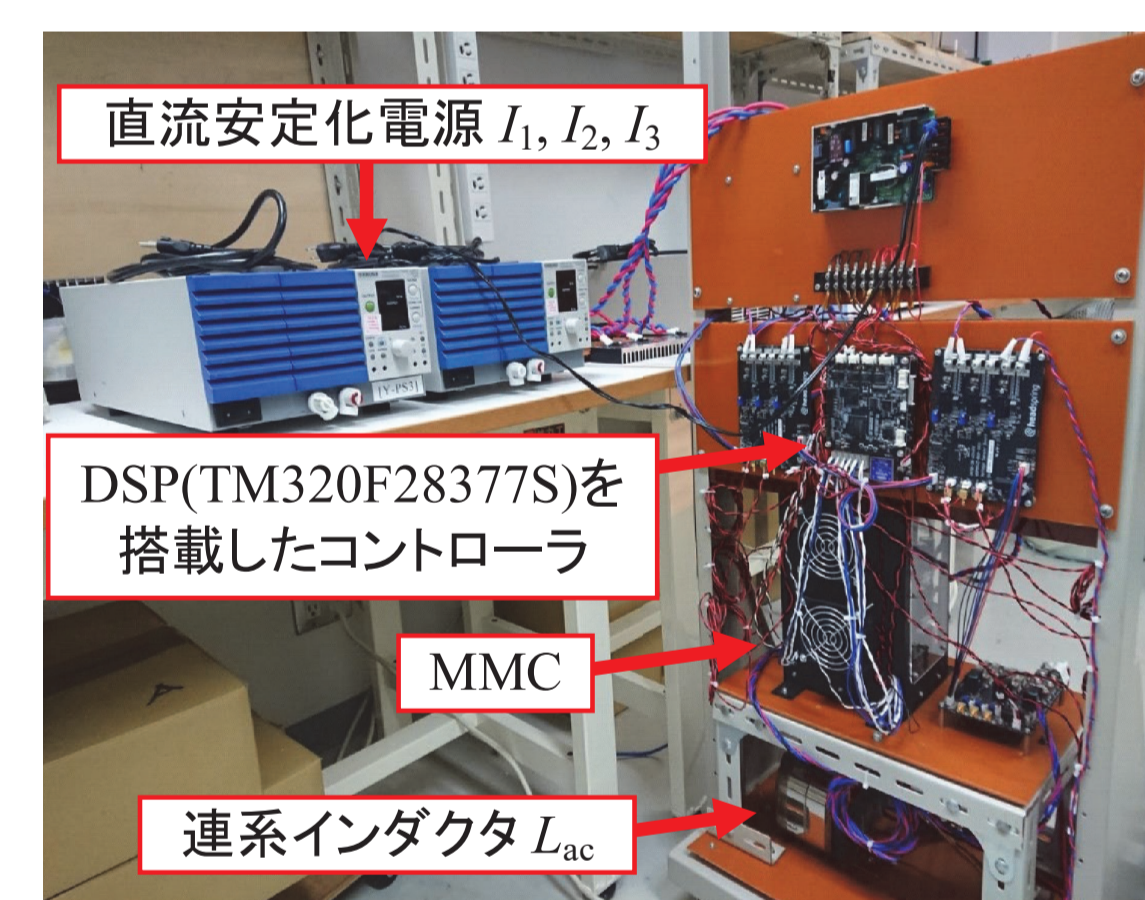 直流安定化電源 I1, I2, I3
[Y-PS3]
DSP(TM320F28377S)を
搭載したコントローラ
MMC
連系インダクタ Lac